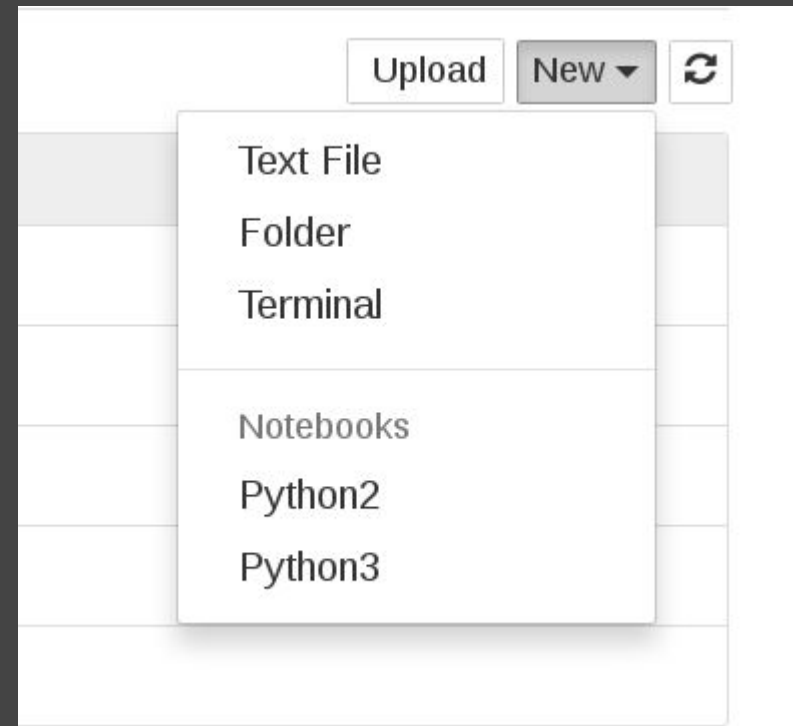 Upload New
Text File
Folder
Terminal
Notebooks
Python2
Python3